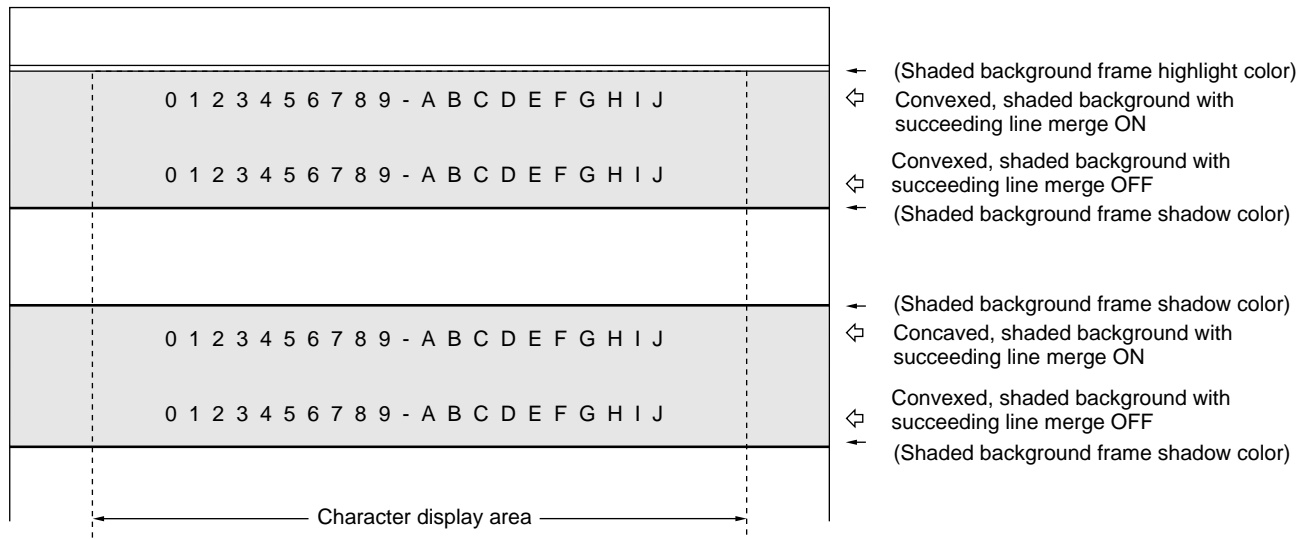 (Shaded background frame highlight color)
0 1 2 3 4 5 6 7 8 9 - A B C D E F G H I J
Convexed, shaded background with
succeeding line merge ON
0 1 2 3 4 5 6 7 8 9 - A B C D E F G H I J
Convexed, shaded background with
succeeding line merge OFF
(Shaded background frame shadow color)
(Shaded background frame shadow color)
0 1 2 3 4 5 6 7 8 9 - A B C D E F G H I J
Concaved, shaded background with
succeeding line merge ON
0 1 2 3 4 5 6 7 8 9 - A B C D E F G H I J
Convexed, shaded background with
succeeding line merge OFF
(Shaded background frame shadow color)
Character display area